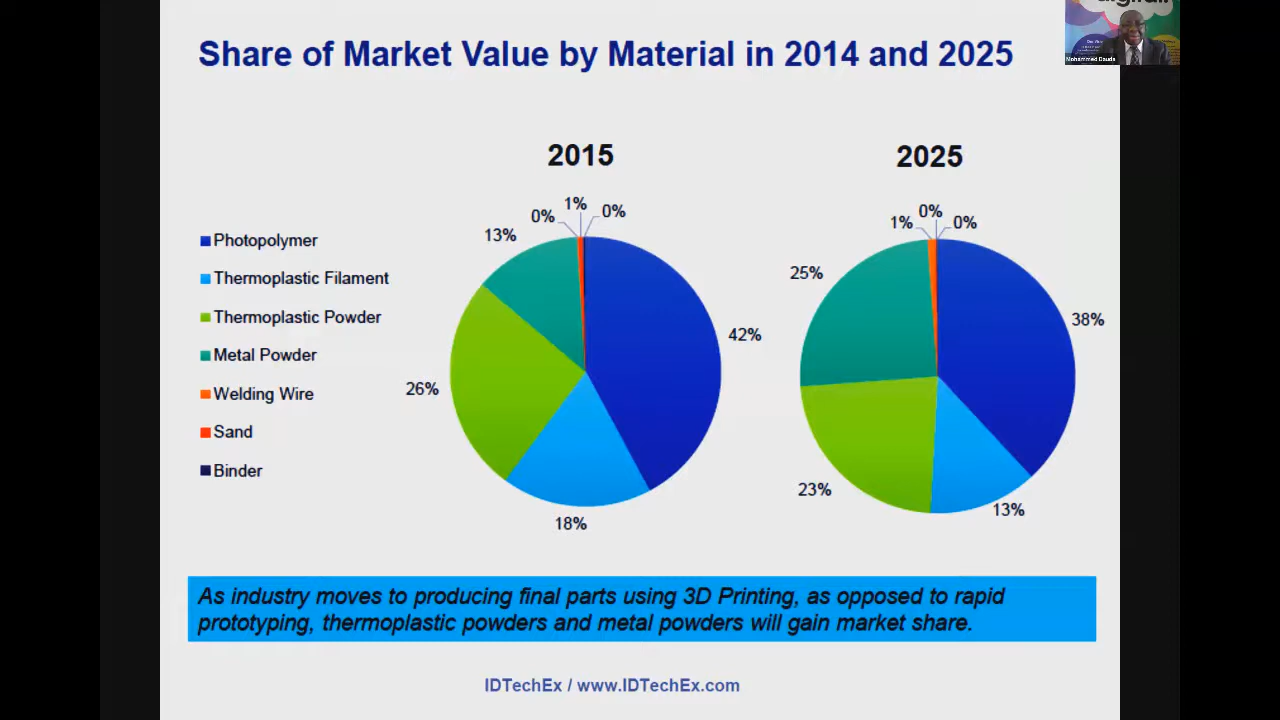 Share of Market Value by Material in 2014 and 2025
Mohammed Dauda
2015
2025
Photopolymer
Thermoplastic Filament
Thermoplastic Powder
Metal Powder
Welding Wire
Sand
Binder
0%
1%
0%
13%
42%
26%
18%
1%
0%
0%
25%
38%
23%
13%
As industry moves to producing final parts using 3D Printing, as opposed to rapid
prototyping, thermoplastic powders and metal powders will gain market share.
IDTechEx / www.IDTechEx.com